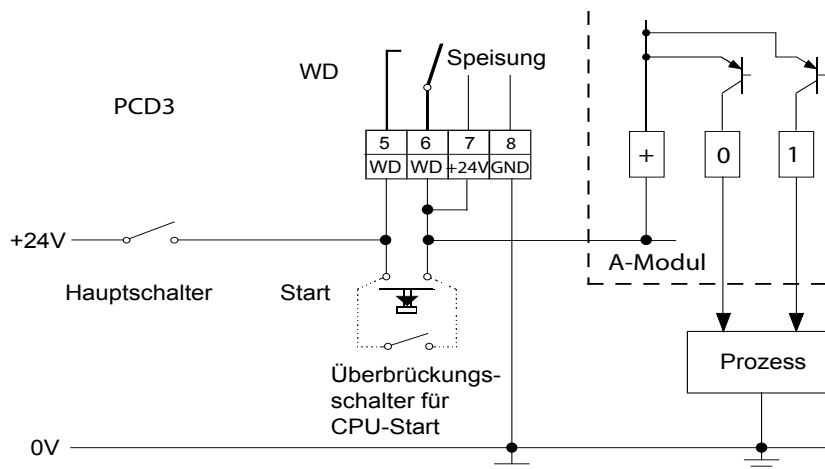 WD
Speisung
PCD3
5 6 7 8
WD WD +24V GND
+ 0 1
+24V
A-Modul
Hauptschalter
Start
Prozess
Überbrückungs-
schalter für
CPU-Start
0V